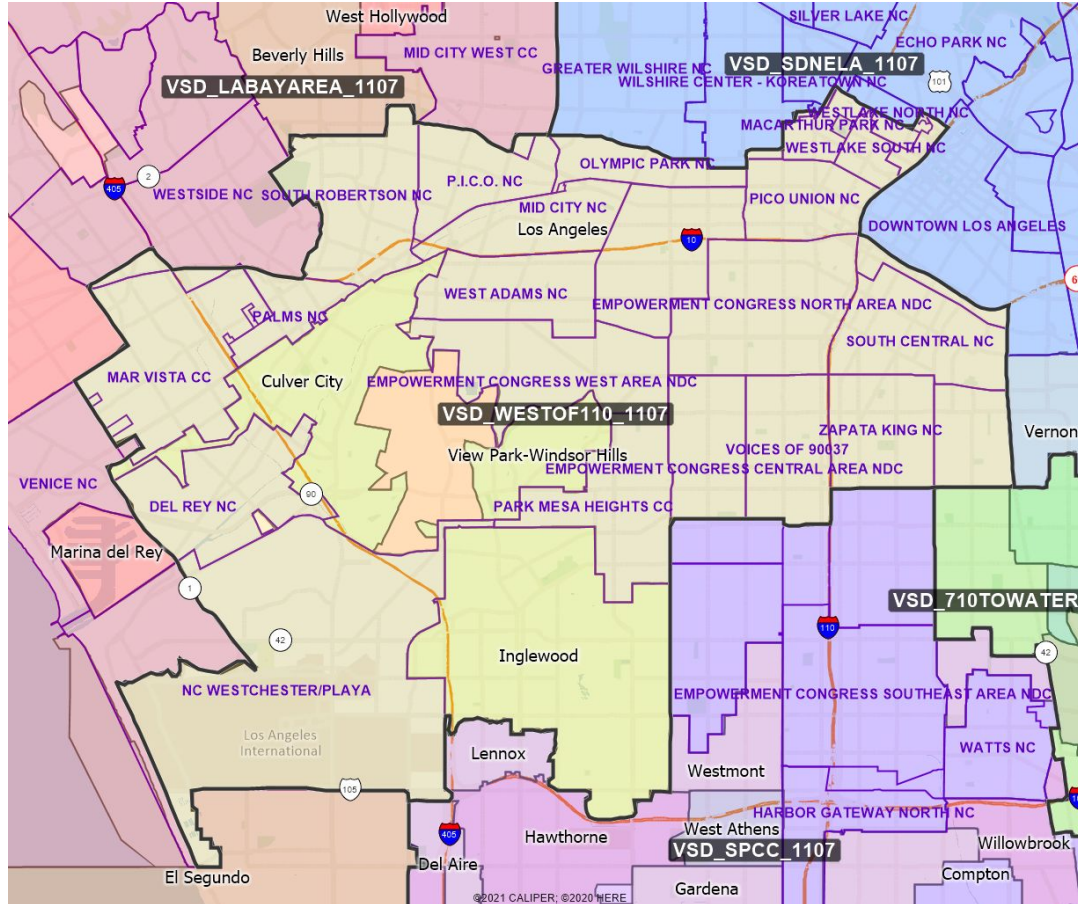 West Hollywood
SILVER LAKE NC
Beverly Hills
MID CITY WEST CC
ECHO PARK NC
VSD_LABAYAREA_1107
GREATER WILSHIRE NC
VSD_SDNELA_1107
WILSHIRE CENTER - KOREATOWN NC
101
WESTLAKE NORTH NC
MACARTHUR PARK NC
WESTLAKE SOUTH NC
OLYMPIC PARK NC
2
405
WESTSIDE NC
SOUTH ROBERTSON NC
P.I.C.O. NC
PICO UNION NC
MID CITY NC
Los Angeles
DOWNTOWN LOS ANGELES
10
6
WEST ADAMS NC
EMPOWERMENT CONGRESS NORTH AREA NDC
PALMS NC
SOUTH CENTRAL NC
MAR VISTA CC
Culver City
EMPOWERMENT CONGRESS WEST AREA NDC
VSD_WESTOF110_1107
ZAPATA KING NC
Vernon
VOICES OF 90037
View Park-Windsor Hills
EMPOWERMENT CONGRESS CENTRAL AREA NDC
VENICE NC
90
DEL REY NC
PARK MESA HEIGHTS CC
Marina del Rey
1
VSD_710TOWATER
110
42
42
Inglewood
NC WESTCHESTER/PLAYA
EMPOWERMENT CONGRESS SOUTHEAST AREA NDC
Los Angeles
International
Lennox
WATTS NC
Westmont
105
HARBOR GATEWAY NORTH NC
405
Hawthorne
West Athens
Willowbrook
VSD_SPCC_1107
Del Aire
El Segundo
Compton
Gardena
©2021 CALIPER; ©2020 HERE